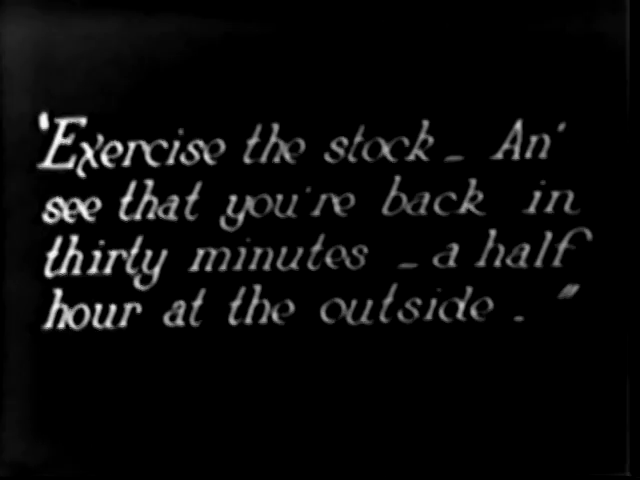 'Exercise the stock - An'
see that you're back in
thirty minutes - a half
hour at the outside. "